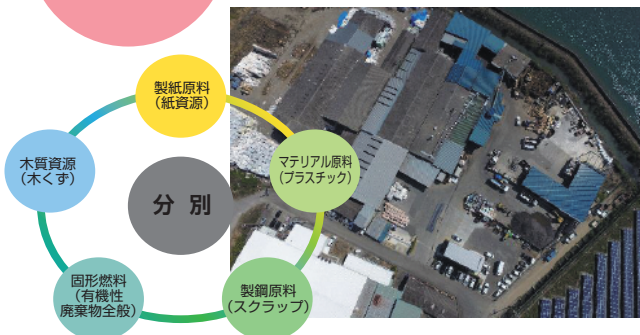 製紙原料
（紙資源）
木質資源
（木くず）
マテリアル原料
（プラスチック）
分 別
固形燃料
（有機性
廃棄物全般）
製鋼原料
（スクラップ）